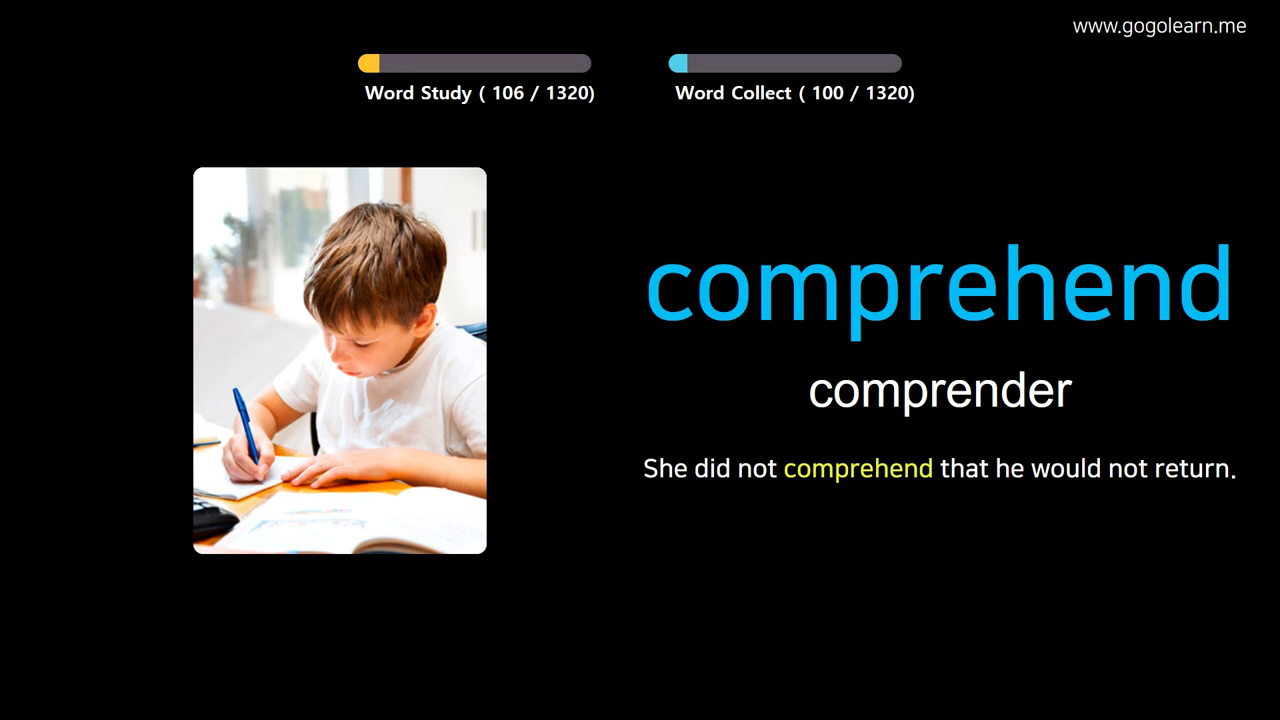 www.gogolearn.me
Word Study ( 106 / 1320)
Word Collect ( 100 / 1320)
comprehend
comprender
She did not comprehend that he would not return.